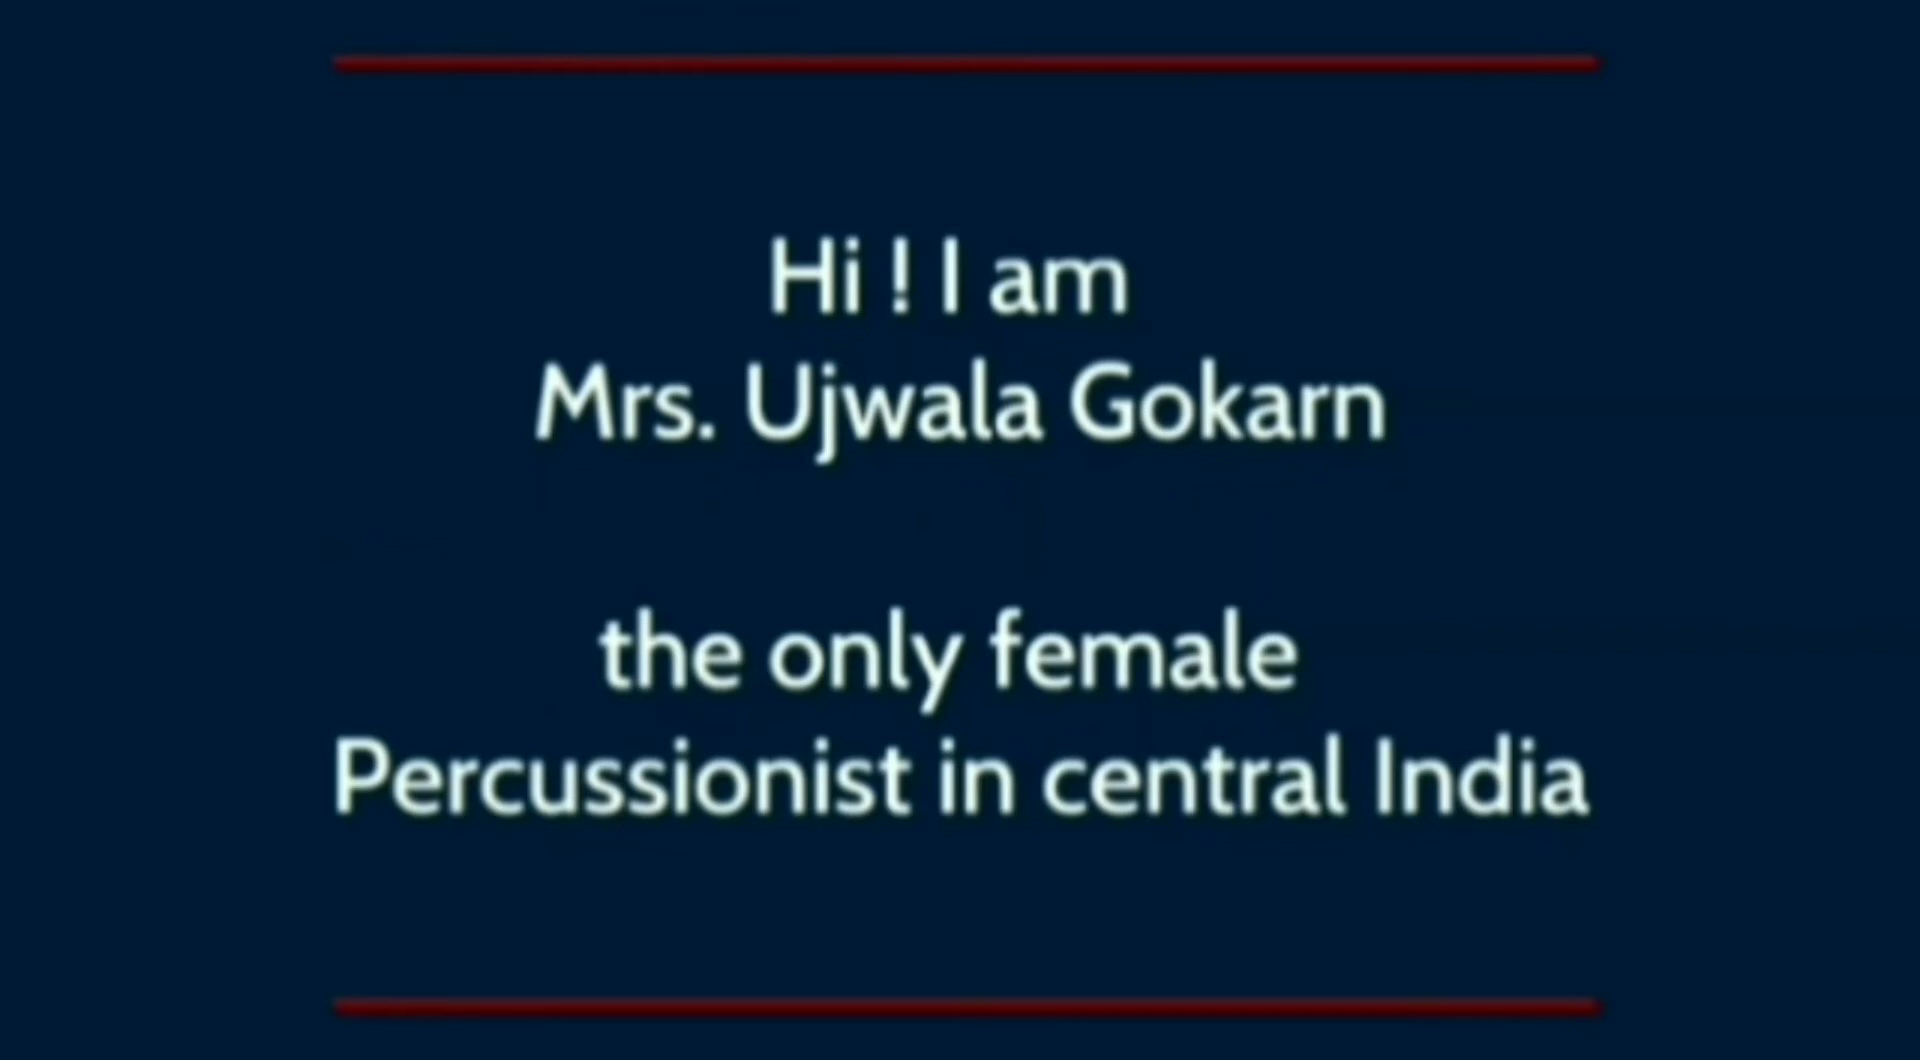 Hi ! I am
Mrs. Ujwala Gokarn
the only female
Percussionist in central India